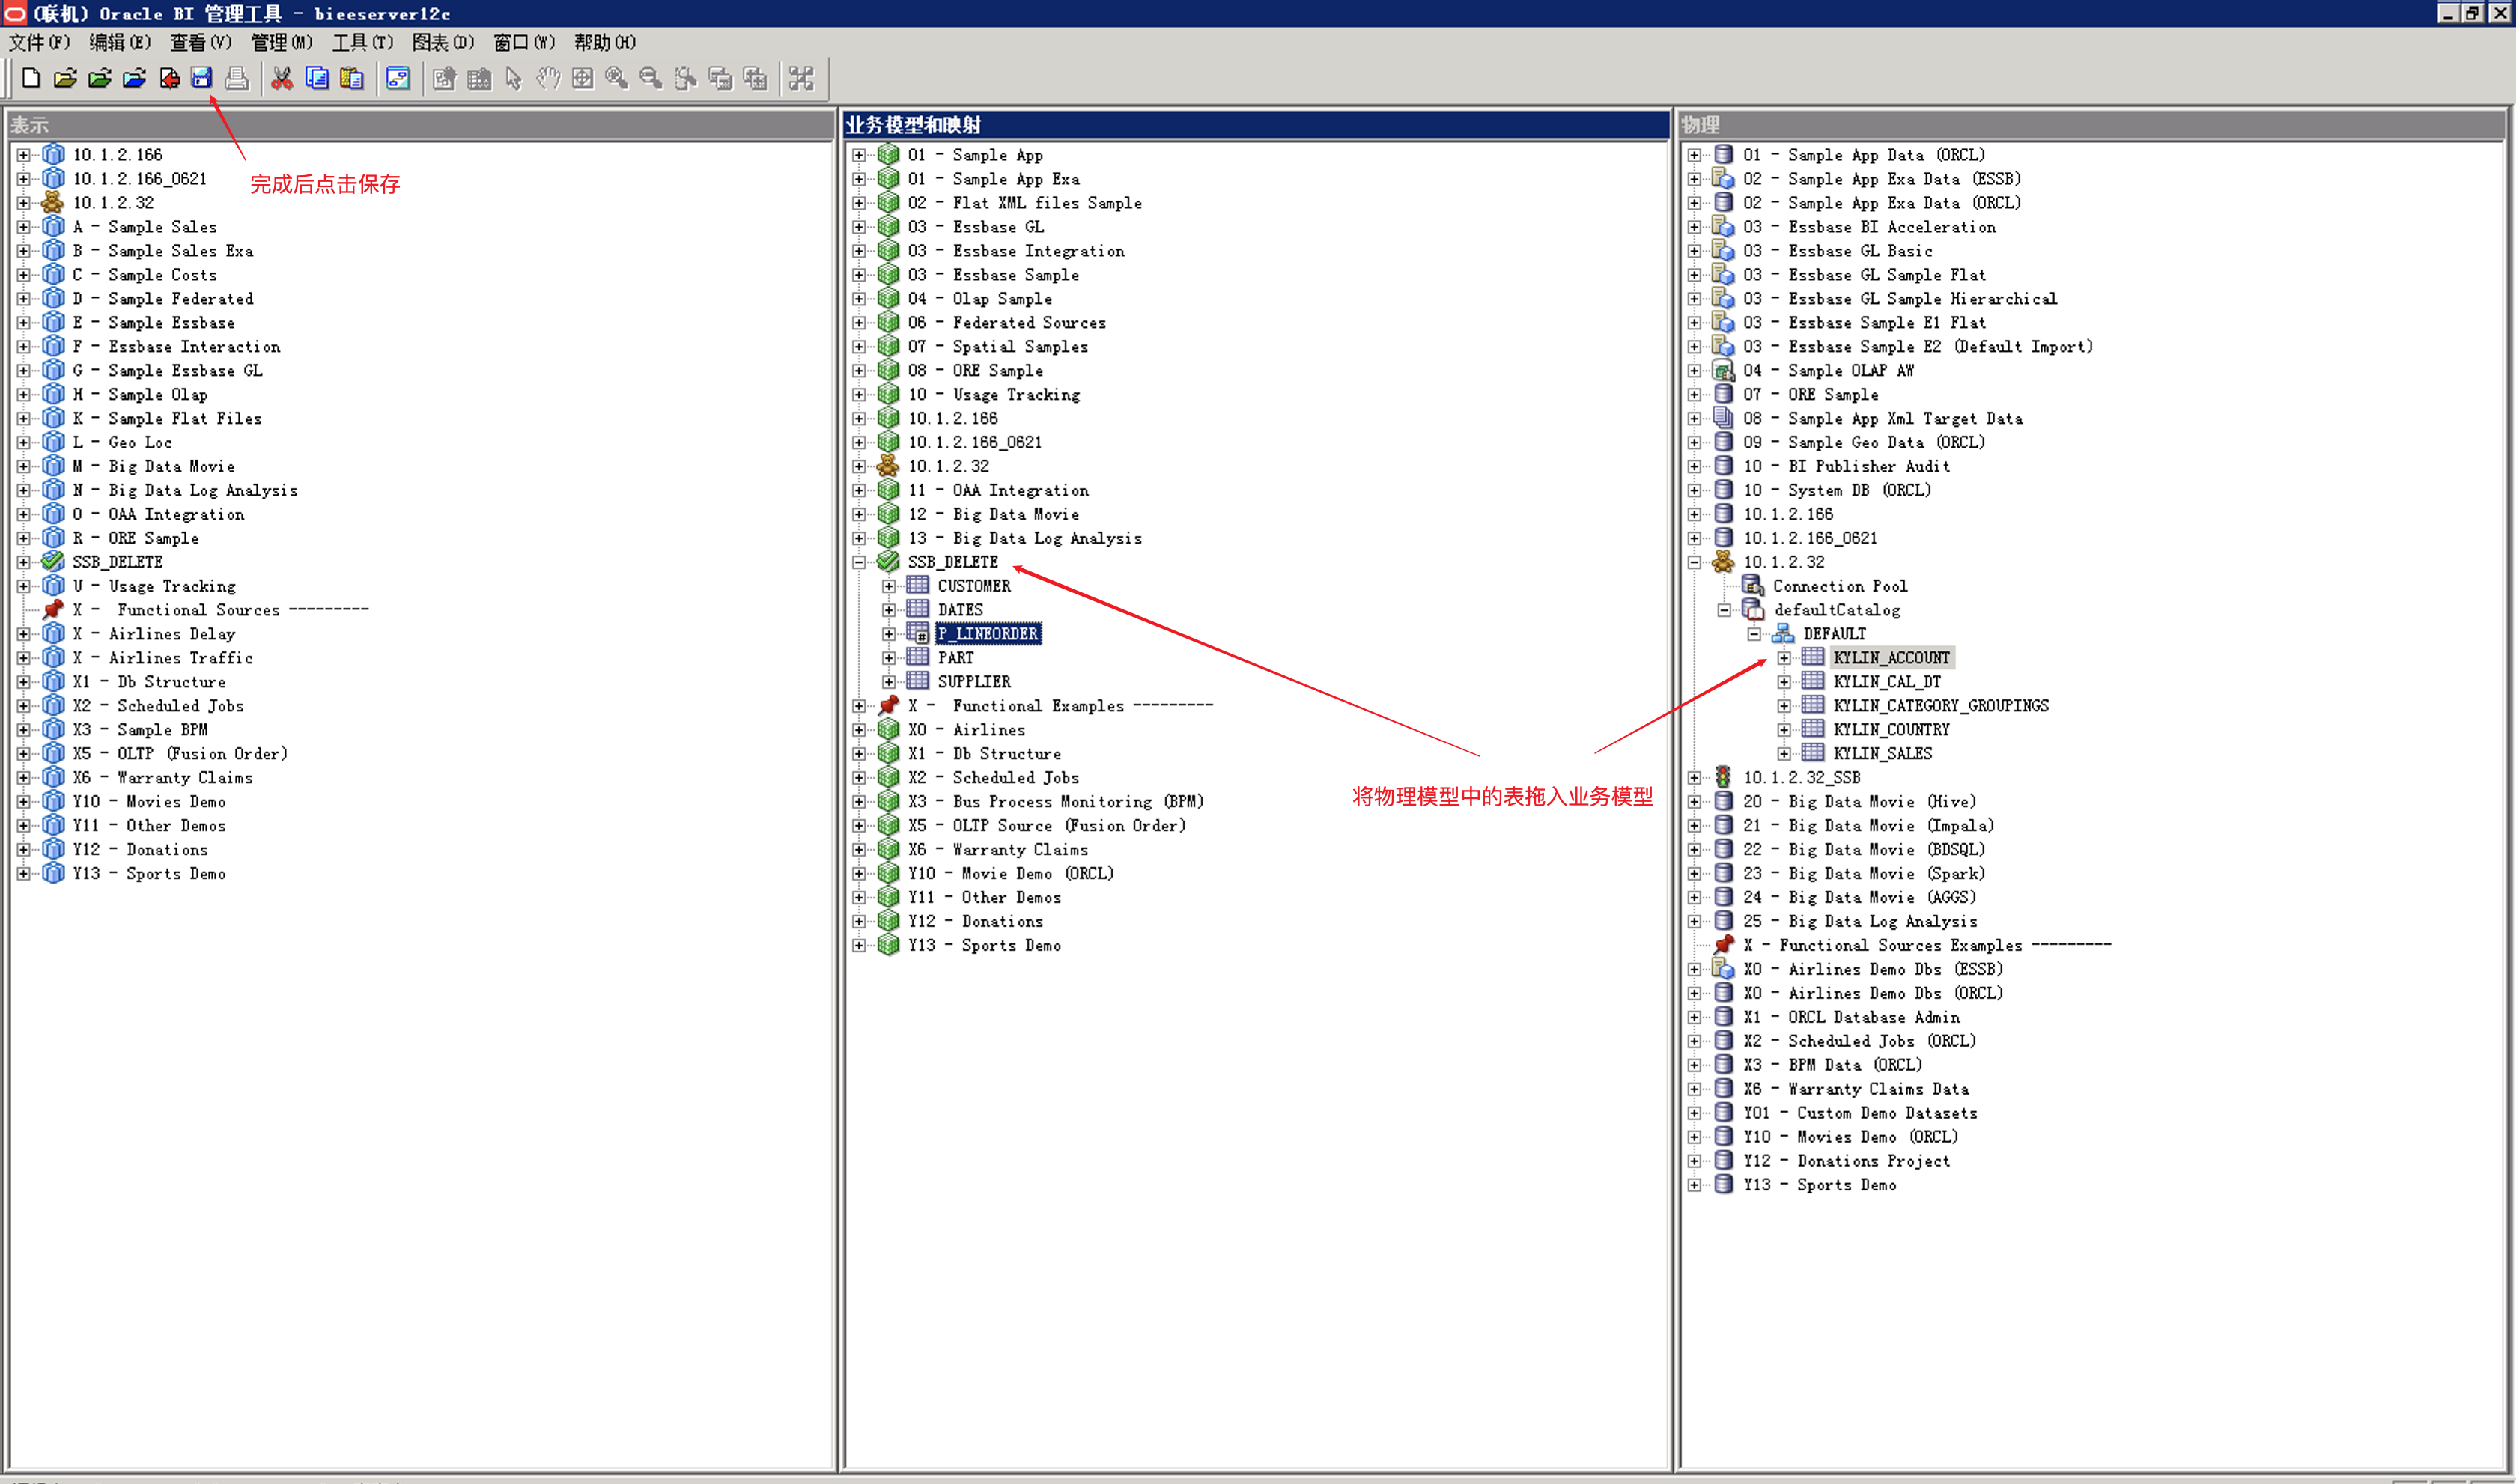 (联机) Oracle BI 管理工具 - bieeserver12c
文件(F) 编辑(E) 查看(V) 管理(M) 工具(T) 图表(D) 窗口(W) 帮助(H)
表示
10.1.2.166
10.1.2.166_0621
10.1.2.32
A - Sample Sales
B - Sample Sales Exa
C - Sample Costs
D - Sample Federated
E - Sample Essbase
F - Essbase Interaction
G - Sample Essbase GL
H - Sample Olap
K - Sample Flat Files
L - Geo Loc
M - Big Data Movie
N - Big Data Log Analysis
O - OAA Integration
R - ORE Sample
SSB_DELETE
U - Usage Tracking
X -  Functional Sources ---------
X - Airlines Delay
X - Airlines Traffic
X1 - Db Structure
X2 - Scheduled Jobs
X3 - Sample BPM
X5 - OLTP (Fusion Order)
X6 - Warranty Claims
Y10 - Movies Demo
Y11 - Other Demos
Y12 - Donations
Y13 - Sports Demo
完成后点击保存
业务模型和映射
01 - Sample App
01 - Sample App Exa
02 - Flat XML files Sample
03 - Essbase GL
03 - Essbase Integration
03 - Essbase Sample
04 - Olap Sample
06 - Federated Sources
07 - Spatial Samples
08 - ORE Sample
10 - Usage Tracking
10.1.2.166
10.1.2.166_0621
10.1.2.32
11 - OAA Integration
12 - Big Data Movie
13 - Big Data Log Analysis
SSB_DELETE
CUSTOMER
DATES
P_LINEORDER
PART
SUPPLIER
X -  Functional Examples ---------
X0 - Airlines
X1 - Db Structure
X2 - Scheduled Jobs
X3 - Bus Process Monitoring (BPM)
X5 - OLTP Source (Fusion Order)
X6 - Warranty Claims
Y10 - Movie Demo (ORCL)
Y11 - Other Demos
Y12 - Donations
Y13 - Sports Demo
将物理模型中的表拖入业务模型
物理
01 - Sample App Data (ORCL)
02 - Sample App Exa Data (ESSB)
02 - Sample App Exa Data (ORCL)
03 - Essbase BI Acceleration
03 - Essbase GL Basic
03 - Essbase GL Sample Flat
03 - Essbase GL Sample Hierarchical
03 - Essbase Sample E1 Flat
03 - Essbase Sample E2 (Default Import)
04 - Sample OLAP AW
07 - ORE Sample
08 - Sample App Xml Target Data
09 - Sample Geo Data (ORCL)
10 - BI Publisher Audit
10 - System DB (ORCL)
10.1.2.166
10.1.2.166_0621
10.1.2.32
Connection Pool
defaultCatalog
DEFAULT
KYLIN_ACCOUNT
KYLIN_CAL_DT
KYLIN_CATEGORY_GROUPINGS
KYLIN_COUNTRY
KYLIN_SALES
10.1.2.32_SSB
20 - Big Data Movie (Hive)
21 - Big Data Movie (Impala)
22 - Big Data Movie (BDSQL)
23 - Big Data Movie (Spark)
24 - Big Data Movie (AGGS)
25 - Big Data Log Analysis
X - Functional Sources Examples ---------
X0 - Airlines Demo Dbs (ESSB)
X0 - Airlines Demo Dbs (ORCL)
X1 - ORCL Database Admin
X2 - Scheduled Jobs (ORCL)
X3 - BPM Data (ORCL)
X6 - Warranty Claims Data
Y01 - Custom Demo Datasets
Y10 - Movies Demo (ORCL)
Y12 - Donations Project
Y13 - Sports Demo